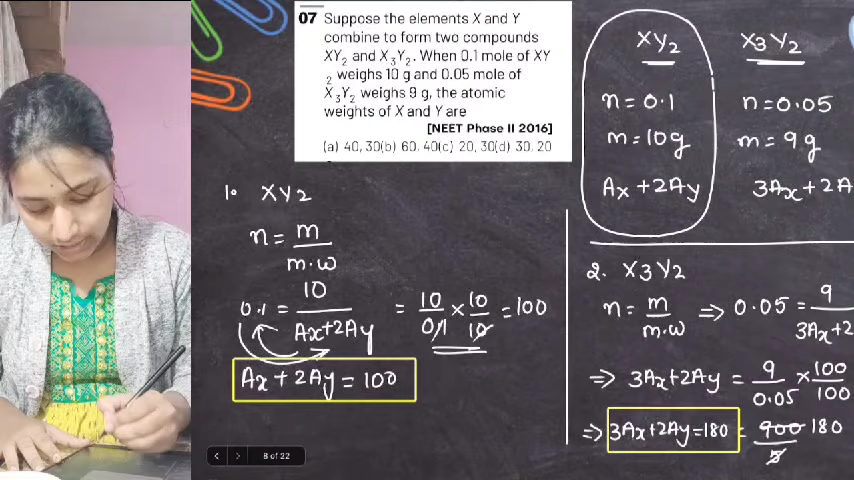 07 Suppose the elements X and Y
combine to form two compounds
XY₂ and X₃Y₂. When 0.1 mole of XY
₂ weighs 10 g and 0.05 mole of
X₃Y₂ weighs 9 g, the atomic
weights of X and Y are
[NEET Phase II 2016]
(a) 40, 30(b) 60. 40(c) 20, 30(d) 30. 20
XY₂
n = 0.1
m = 10g
Ax + 2Ay
X₃Y₂
n = 0.05
m = 9g
3Ax + 2A
1. XY₂
n = m / m.w
0.1 = 10 / Ax+2Ay = 10 / 0.1 × 10 / 10 = 100
Ax + 2Ay = 100
2. X₃Y₂
n = m / m.w ⇒ 0.05 = 9 / 3Ax+2
⇒ 3Ax+2Ay = 9 / 0.05 × 100 / 100
⇒ 3Ax+2Ay=180 = 900 / 5 180
8 of 22